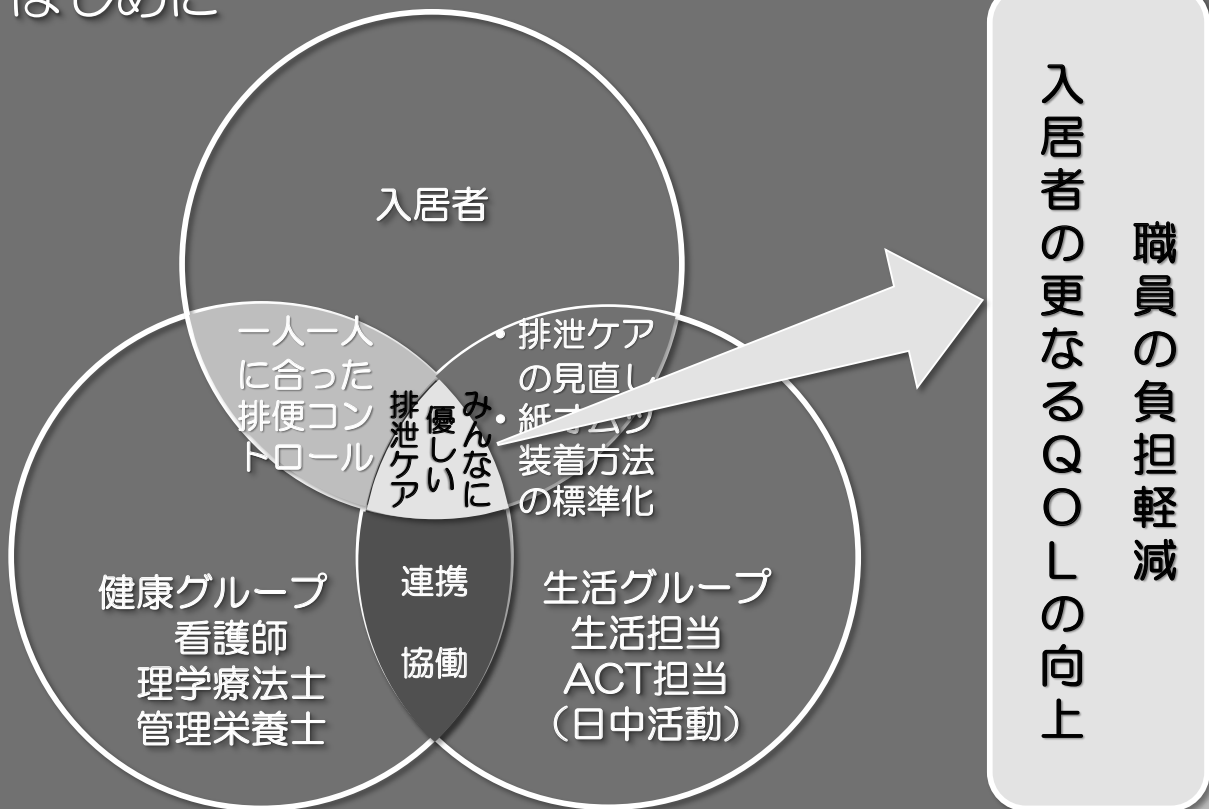 はじめに
入居者
一人一人
に合った
排便コン
トロール
・排泄ケア
の見直し
・紙オムツ
装着方法
の標準化
みんなに
優しい
排泄ケア
連携
協働
健康グループ
看護師
理学療法士
管理栄養士
生活グループ
生活担当
ACT担当
（日中活動）
職員の負担軽減
入居者の更なるQOLの向上